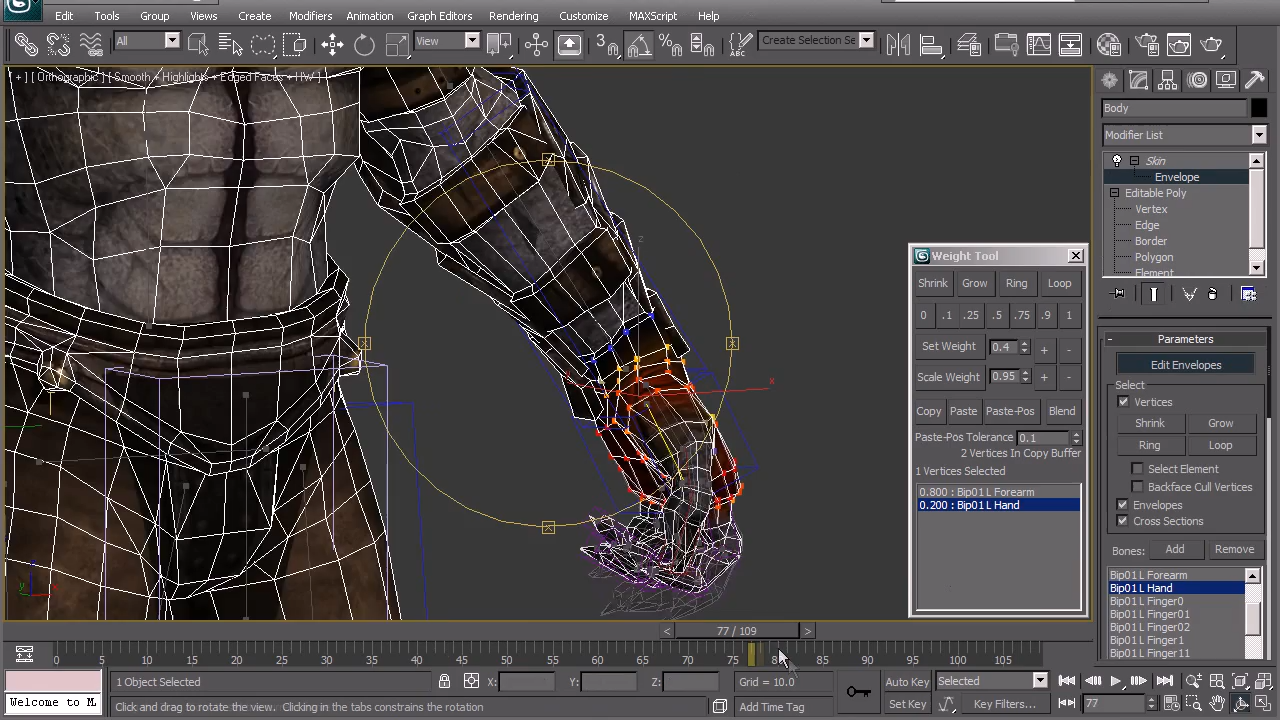 Edit Tools Group Views Create Modifiers Animation Graph Editors Rendering Customize MAXScript Help
All View 3 Create Selection Se
[ + ] [ Orthographic ] [ Smooth + Highlights + Edged Faces + HW ]
z
x
y
Body
Modifier List
Skin
Envelope
Editable Poly
Vertex
Edge
Border
Polygon
Element
Weight Tool
Shrink Grow Ring Loop
0 .1 .25 .5 .75 .9 1
Set Weight 0.4 + -
Scale Weight 0.95 + -
Copy Paste Paste-Pos Blend
Paste-Pos Tolerance 0.1
2 Vertices In Copy Buffer
1 Vertices Selected
0.800 : Bip01 L Forearm
0.200 : Bip01 L Hand
- Parameters
Edit Envelopes
Select
Vertices
Shrink Grow
Ring Loop
Select Element
Backface Cull Vertices
Envelopes
Cross Sections
Bones: Add Remove
Bip01 L Forearm
Bip01 L Hand
Bip01 L Finger0
Bip01 L Finger01
Bip01 L Finger02
Bip01 L Finger1
Bip01 L Finger11
< 77 / 109 >
0 5 10 15 20 25 30 35 40 45 50 55 60 65 70 75 80 85 90 95 100 105
1 Object Selected X: Y: Z: Grid = 10.0 Auto Key Selected
Welcome to M Click and drag to rotate the view. Clicking in the tabs constrains the rotation Add Time Tag Set Key Key Filters... 77